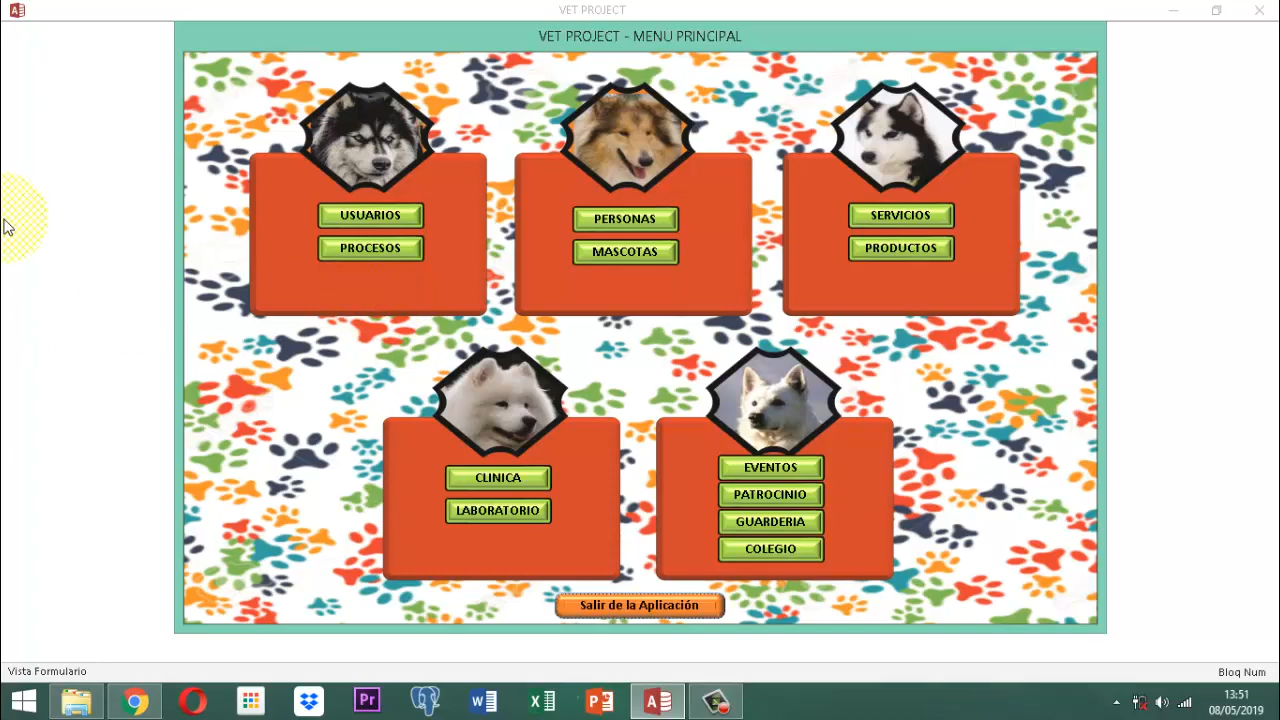 VET PROJECT
VET PROJECT - MENU PRINCIPAL
USUARIOS
PROCESOS
PERSONAS
MASCOTAS
SERVICIOS
PRODUCTOS
CLINICA
LABORATORIO
EVENTOS
PATROCINIO
GUARDERIA
COLEGIO
Salir de la Aplicación
Vista Formulario
Bloq Num
Pr
13:51
08/05/2019